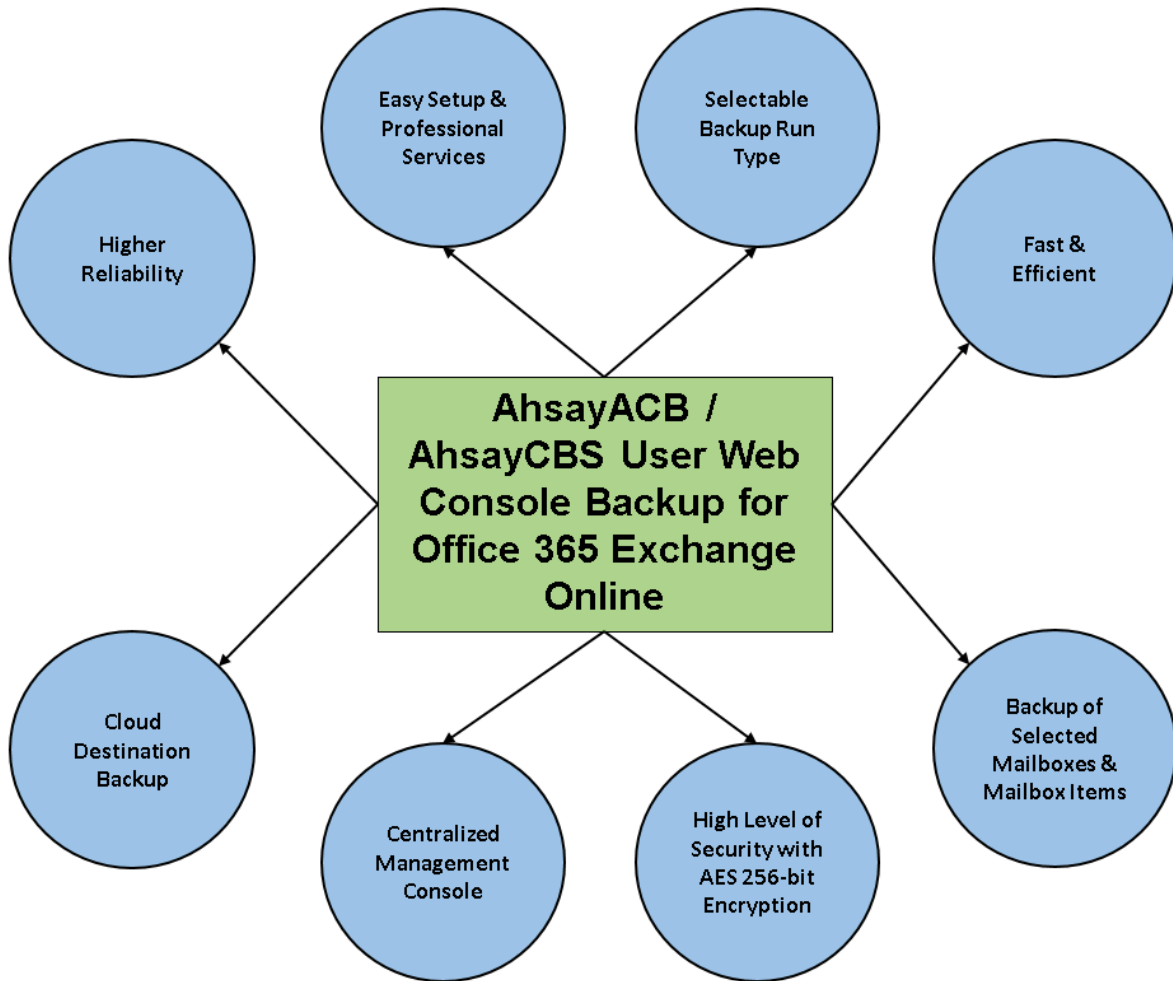 Easy Setup &
Professional
Services
Selectable
Backup Run
Type
Higher
Reliability
Fast &
Efficient
AhsayACB /
AhsayCBS User Web
Console Backup for
Office 365 Exchange
Online
Cloud
Destination
Backup
Backup of
Selected
Mailboxes &
Mailbox Items
Centralized
Management
Console
High Level of
Security with
AES 256-bit
Encryption